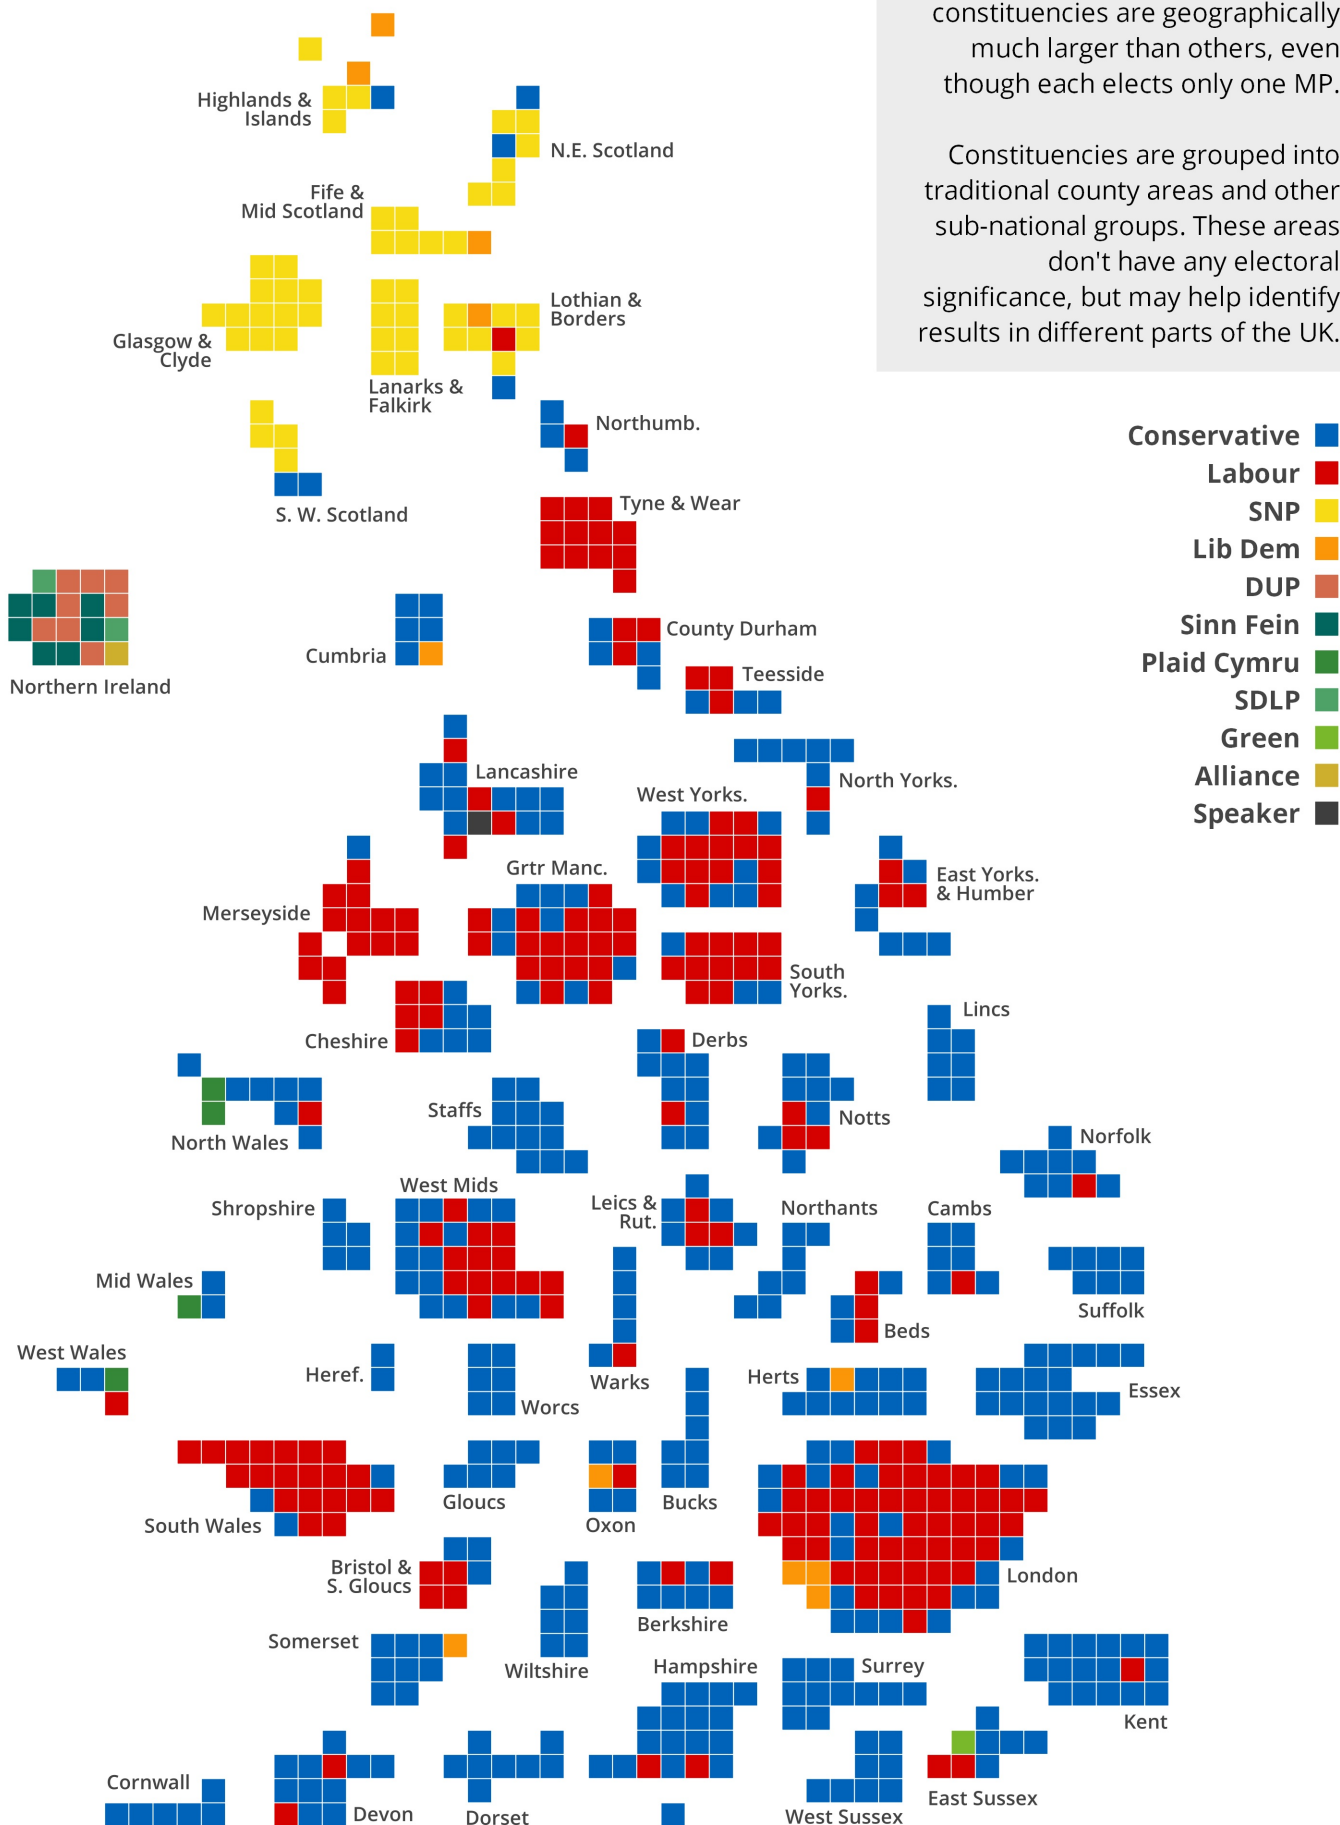 constituencies are geographically
much larger than others, even
though each elects only one MP.
Constituencies are grouped into
traditional county areas and other
sub-national groups. These areas
don't have any electoral
significance, but may help identify
results in different parts of the UK.
Highlands &
Islands
N.E. Scotland
Fife &
Mid Scotland
Lothian &
Borders
Glasgow &
Clyde
Lanarks &
Falkirk
Northumb.
S. W. Scotland
Tyne & Wear
Conservative
Labour
SNP
Lib Dem
DUP
Sinn Fein
Plaid Cymru
SDLP
Green
Alliance
Speaker
Northern Ireland
Cumbria
County Durham
Teesside
Lancashire
North Yorks.
West Yorks.
Grtr Manc.
East Yorks.
& Humber
Merseyside
South
Yorks.
Cheshire
Lincs
Derbs
Staffs
Notts
North Wales
Norfolk
West Mids
Shropshire
Leics &
Rut.
Northants
Cambs
Mid Wales
Suffolk
Beds
West Wales
Heref.
Worcs
Warks
Herts
Essex
Gloucs
Oxon
Bucks
South Wales
Bristol &
S. Gloucs
London
Berkshire
Somerset
Wiltshire
Hampshire
Surrey
Kent
Cornwall
Devon
Dorset
West Sussex
East Sussex